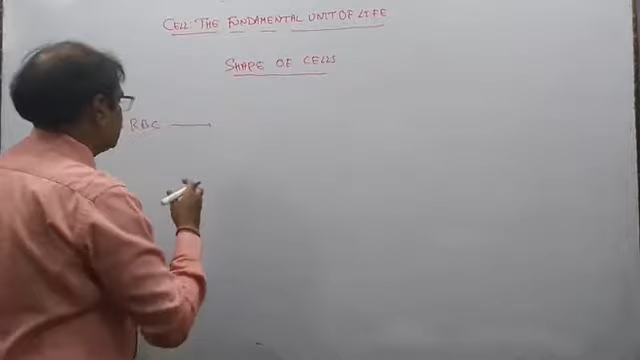 CELL: THE FUNDAMENTAL UNIT OF LIFE
SHAPE OF CELLS
RBC →